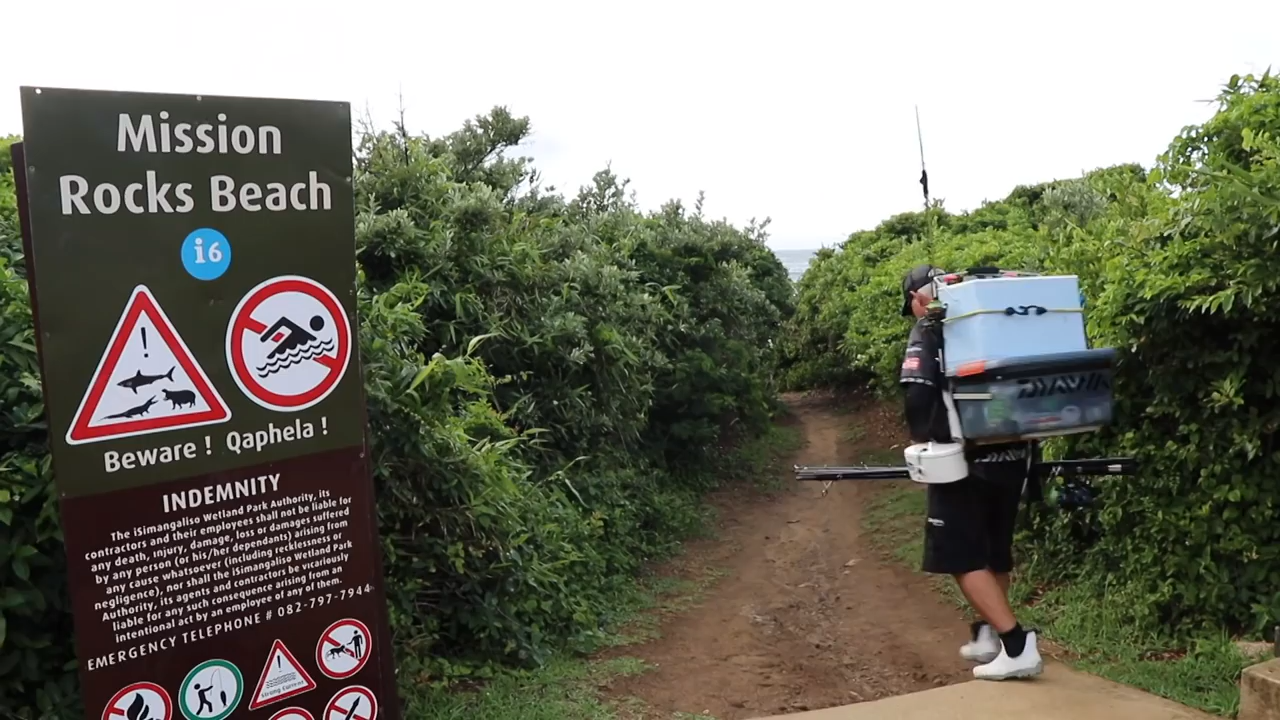 Mission
Rocks Beach
i6
Beware ! Qaphela !
INDEMNITY
The iSimangaliso Wetland Park Authority, its
contractors and their employees shall not be liable for
any death, injury, damage, loss or damages suffered
by any person (or his/her dependants) arising from
any cause whatsoever (including recklessness or
negligence), nor shall the iSimangaliso Wetland Park
Authority, its agents and contractors be vicariously
liable for any such consequence arising from an
intentional act by an employee of any of them.
EMERGENCY TELEPHONE # 082-797-7944
Strong Current
DAIWA